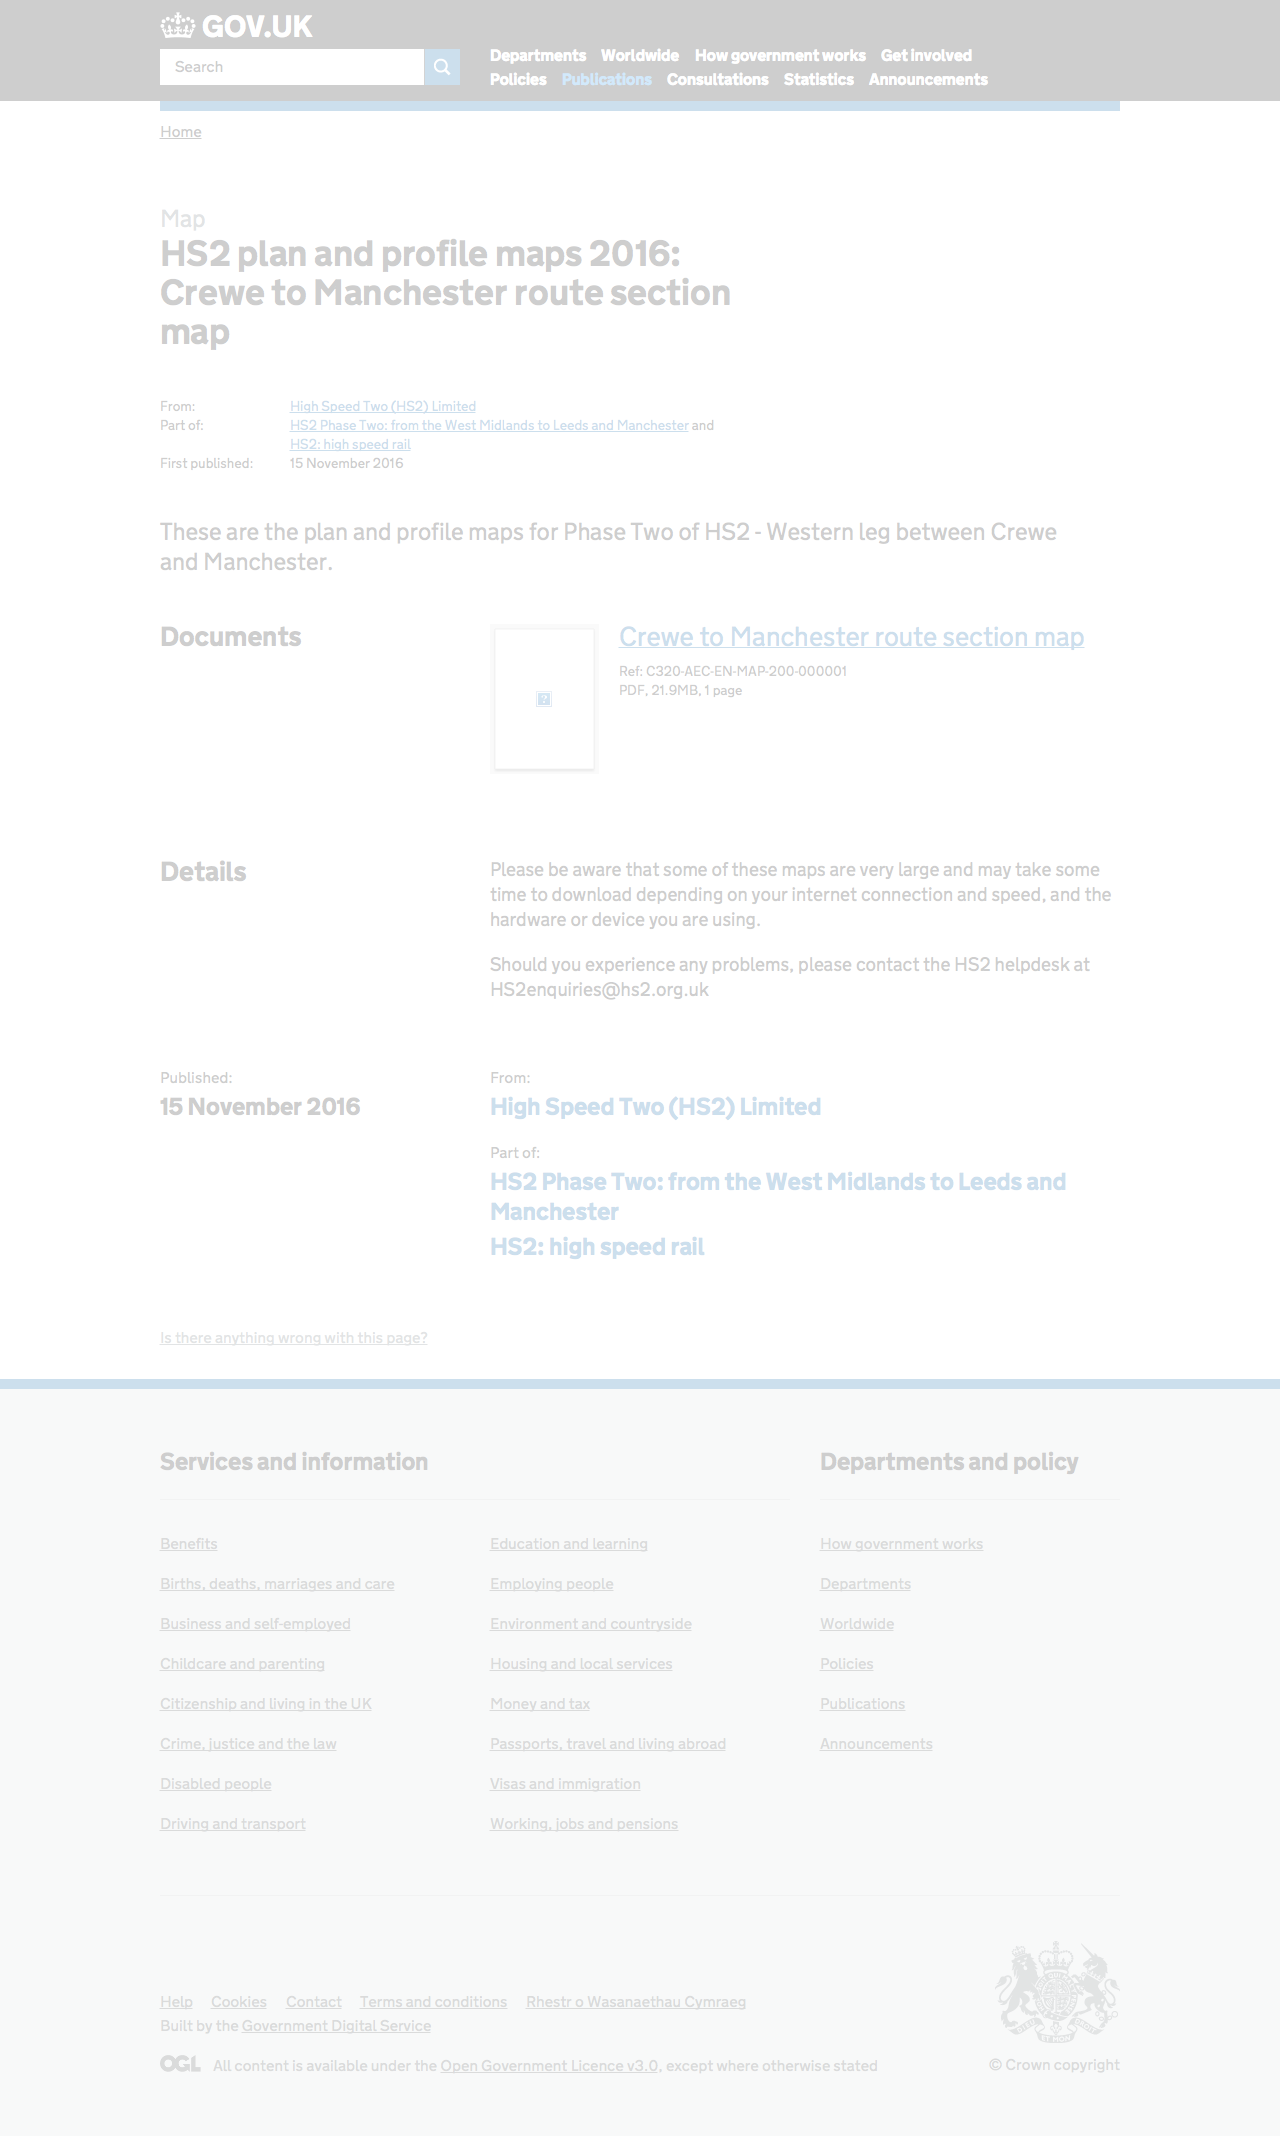 GOV.UK
Search
Departments Worldwide How government works Get involved
Policies Publications Consultations Statistics Announcements
Home
Map
HS2 plan and profile maps 2016:
Crewe to Manchester route section
map
From: High Speed Two (HS2) Limited
Part of: HS2 Phase Two: from the West Midlands to Leeds and Manchester and
HS2: high speed rail
First published: 15 November 2016
These are the plan and profile maps for Phase Two of HS2 - Western leg between Crewe
and Manchester.
Documents
Crewe to Manchester route section map
Ref: C320-AEC-EN-MAP-200-000001
PDF, 21.9MB, 1 page
Details
Please be aware that some of these maps are very large and may take some
time to download depending on your internet connection and speed, and the
hardware or device you are using.
Should you experience any problems, please contact the HS2 helpdesk at
HS2enquiries@hs2.org.uk
Published:
15 November 2016
From:
High Speed Two (HS2) Limited
Part of:
HS2 Phase Two: from the West Midlands to Leeds and
Manchester
HS2: high speed rail
Is there anything wrong with this page?
Services and information
Benefits
Births, deaths, marriages and care
Business and self-employed
Childcare and parenting
Citizenship and living in the UK
Crime, justice and the law
Disabled people
Driving and transport
Education and learning
Employing people
Environment and countryside
Housing and local services
Money and tax
Passports, travel and living abroad
Visas and immigration
Working, jobs and pensions
Departments and policy
How government works
Departments
Worldwide
Policies
Publications
Announcements
Help Cookies Contact Terms and conditions Rhestr o Wasanaethau Cymraeg
Built by the Government Digital Service
OGL All content is available under the Open Government Licence v3.0, except where otherwise stated
© Crown copyright